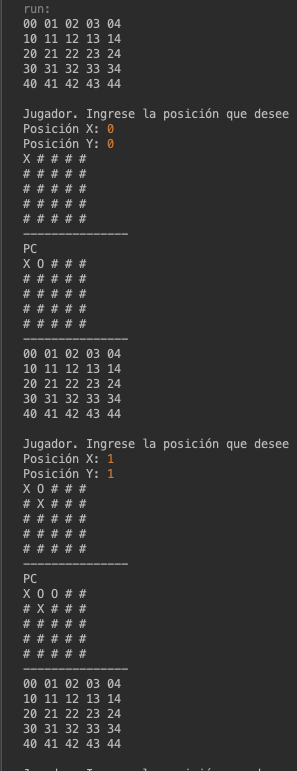 run:
00 01 02 03 04
10 11 12 13 14
20 21 22 23 24
30 31 32 33 34
40 41 42 43 44
Jugador. Ingrese la posición que desee
Posición X: 0
Posición Y: 0
X # # # #
# # # # #
# # # # #
# # # # #
# # # # #
---------------
PC
X O # # #
# # # # #
# # # # #
# # # # #
# # # # #
---------------
00 01 02 03 04
10 11 12 13 14
20 21 22 23 24
30 31 32 33 34
40 41 42 43 44
Jugador. Ingrese la posición que desee
Posición X: 1
Posición Y: 1
X O # # #
# X # # #
# # # # #
# # # # #
# # # # #
---------------
PC
X O O # #
# X # # #
# # # # #
# # # # #
# # # # #
---------------
00 01 02 03 04
10 11 12 13 14
20 21 22 23 24
30 31 32 33 34
40 41 42 43 44